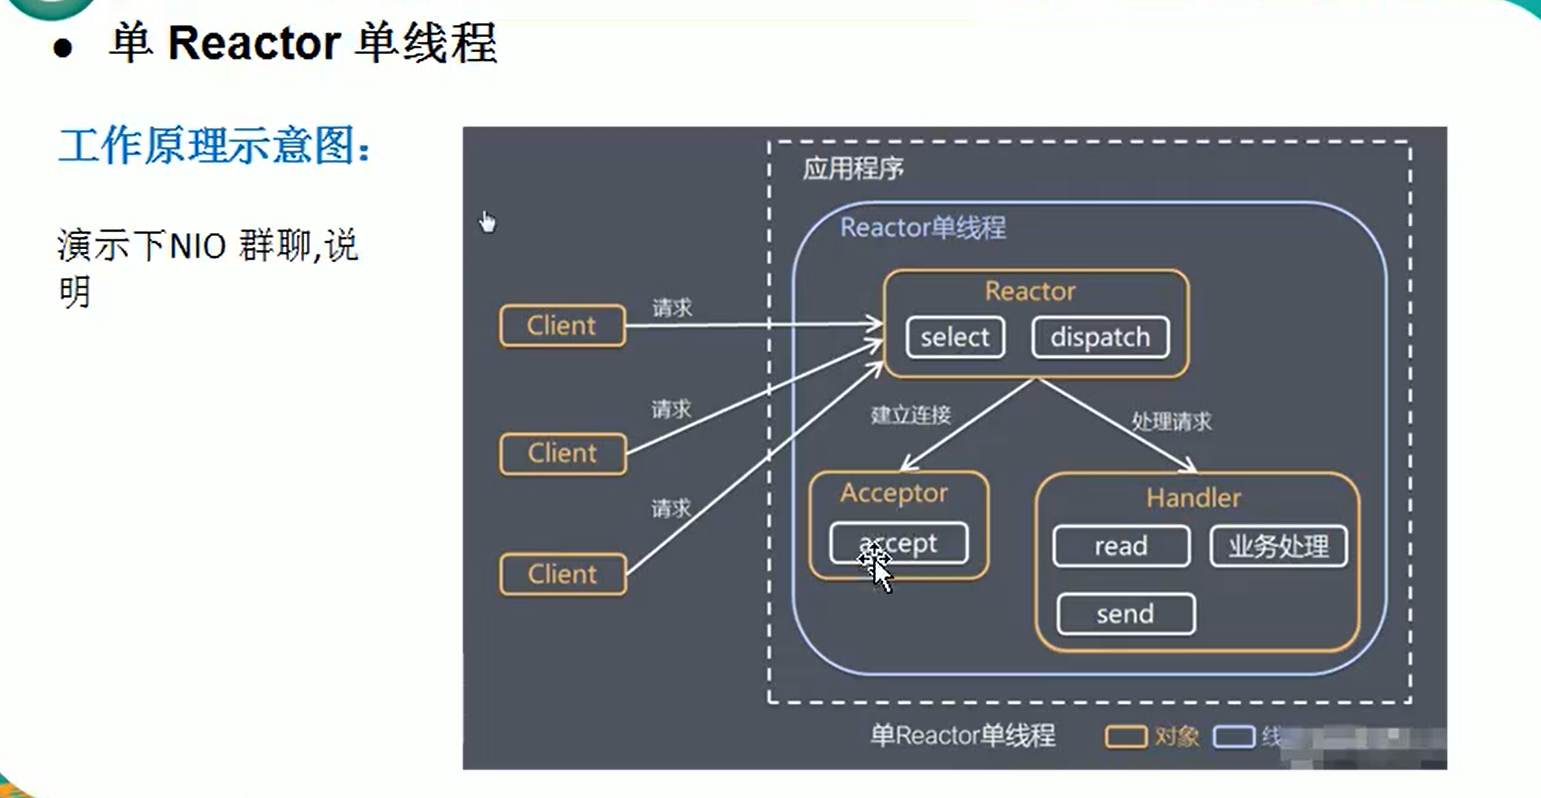 ● 单 Reactor 单线程
工作原理示意图：
演示下NIO 群聊,说
明
应用程序
Reactor单线程
Reactor
select
dispatch
Client
请求
Client
请求
Client
请求
建立连接
处理请求
Acceptor
accept
Handler
read
业务处理
send
单Reactor单线程
对象
线